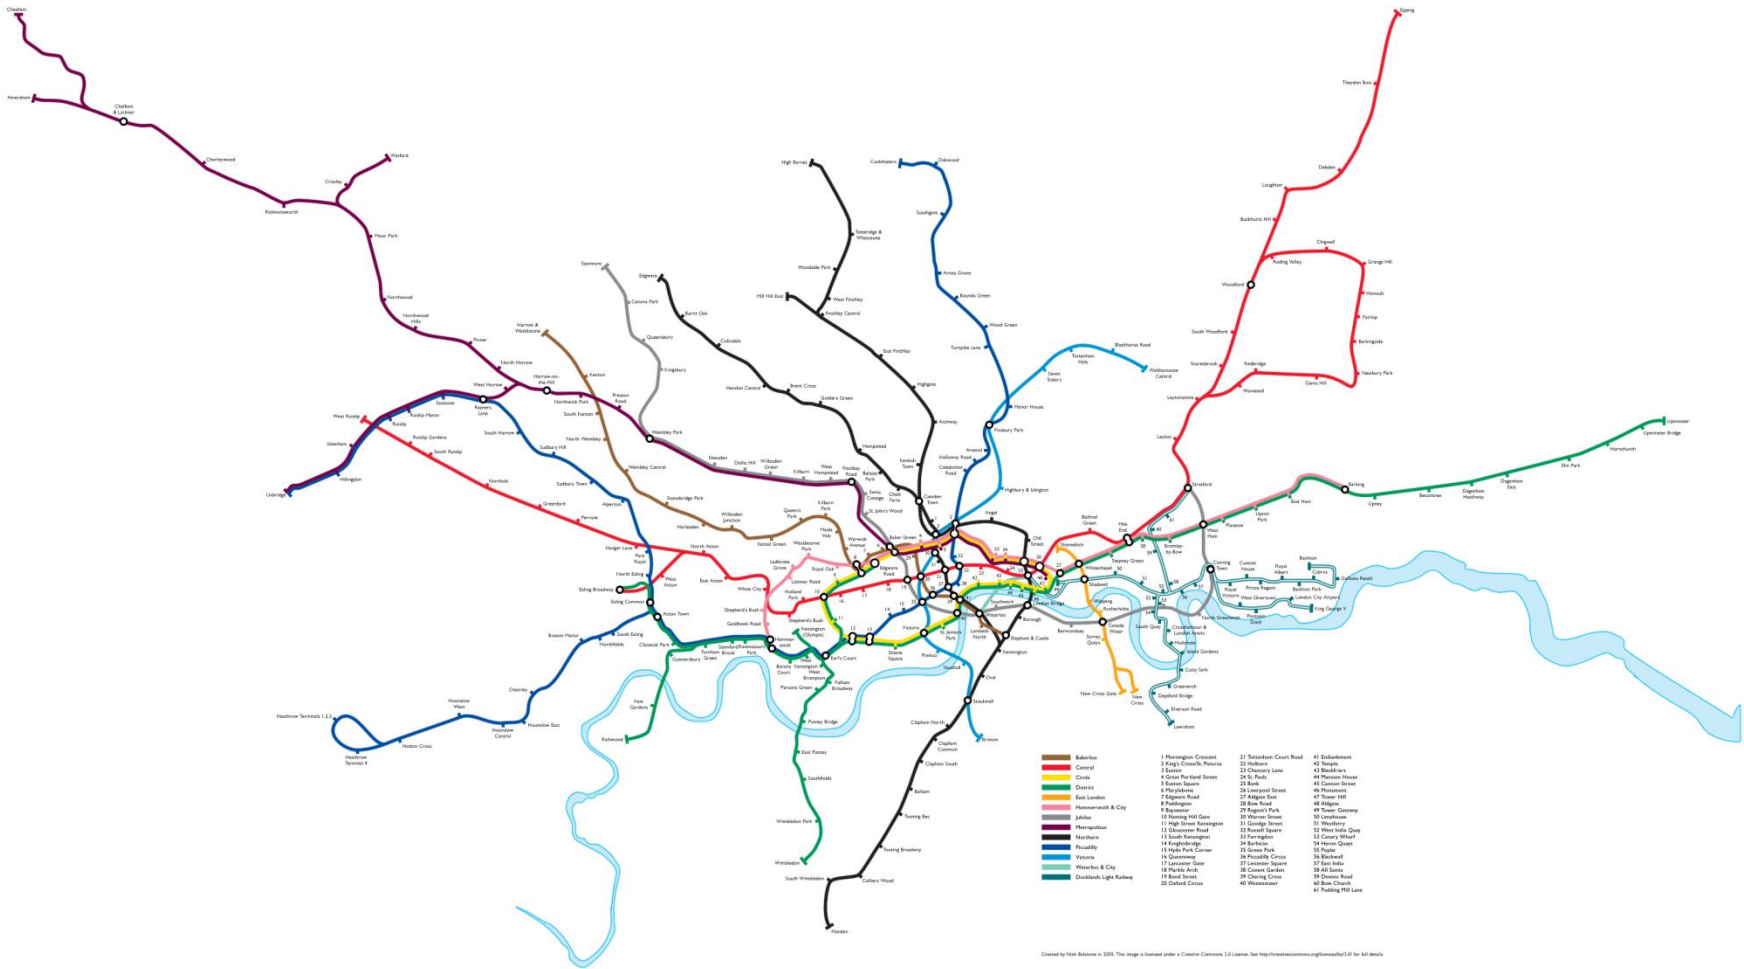 Chesham
Amersham
Chalfont
& Latimer
Chorleywood
Rickmansworth
Croxley
Watford
Moor Park
Northwood
Northwood
Hills
Pinner
North Harrow
Harrow-on-
the-Hill
West Harrow
Rayners
Lane
Eastcote
Ruislip Manor
Ruislip
Ickenham
Hillingdon
Uxbridge
West Ruislip
Ruislip Gardens
South Ruislip
Northolt
Greenford
Perivale
Hanger Lane
North Acton
East Acton
West
Acton
Ealing Broadway
White City
Shepherd's Bush
Holland
Park
Northwick Park
Preston
Road
Wembley Park
Neasden
Dollis Hill
Willesden
Green
Kilburn
West
Hampstead
Finchley
Road
Swiss
Cottage
St. John's Wood
Baker Street
Stanmore
Canons Park
Queensbury
Kingsbury
Harrow &
Wealdstone
Kenton
South Kenton
North Wembley
Wembley Central
Stonebridge Park
Harlesden
Willesden
Junction
Kensal Green
Queen's
Park
Kilburn
Park
Maida
Vale
Warwick
Avenue
Edgware
Road
South Harrow
Sudbury Hill
Sudbury Town
Alperton
Park
Royal
North Ealing
Ealing Common
Acton Town
South Ealing
Northfields
Boston Manor
Osterley
Hounslow East
Hounslow
Central
Hounslow
West
Hatton Cross
Heathrow
Terminal 4
Heathrow Terminals 1,2,3
Chiswick Park
Turnham
Green
Stamford
Brook
Ravenscourt
Park
Hammer-
smith
Barons
Court
West
Kensington
Earl's Court
Kensington
(Olympia)
Gunnersbury
Kew
Gardens
Richmond
West
Brompton
Fulham
Broadway
Parsons Green
Putney Bridge
East Putney
Southfields
Wimbledon Park
Wimbledon
Westbourne
Park
Ladbroke
Grove
Latimer Road
Royal Oak
Shepherd's Bush
Goldhawk Road
Edgware
Burnt Oak
Colindale
Hendon Central
Brent Cross
Golders Green
Hampstead
Belsize
Park
Chalk
Farm
Camden
Town
High Barnet
Totteridge &
Whetstone
Woodside Park
West Finchley
Mill Hill East
Finchley Central
East Finchley
Highgate
Archway
Kentish
Town
Cockfosters
Oakwood
Southgate
Arnos Grove
Bounds Green
Wood Green
Turnpike Lane
Manor House
Finsbury Park
Arsenal
Holloway Road
Caledonian
Road
Walthamstow
Central
Blackhorse Road
Tottenham
Hale
Seven
Sisters
Highbury & Islington
Angel
Old
Street
Epping
Theydon Bois
Debden
Loughton
Buckhurst Hill
Chigwell
Roding Valley
Grange Hill
Hainault
Fairlop
Barkingside
Newbury Park
Gants Hill
Redbridge
Wanstead
Woodford
South Woodford
Snaresbrook
Leytonstone
Leyton
Stratford
Mile
End
Bethnal
Green
Upminster
Upminster Bridge
Hornchurch
Elm Park
Dagenham
East
Dagenham
Heathway
Becontree
Upney
Barking
East Ham
Upton
Park
Plaistow
West
Ham
Bromley-
by-Bow
Stepney Green
Whitechapel
Shoreditch
Shadwell
Wapping
Rotherhithe
Canada
Water
Surrey
Quays
New Cross Gate
New
Cross
Canning
Town
North Greenwich
Bermondsey
London Bridge
Southwark
Waterloo
Custom
House
Royal
Victoria
Prince Regent
Royal
Albert
Beckton Park
Cyprus
Beckton
Gallions Reach
West Silvertown
Pontoon
Dock
London City Airport
King George V
South Quay
Crossharbour &
London Arena
Mudchute
Island Gardens
Cutty Sark
Greenwich
Deptford Bridge
Elverson Road
Lewisham
Borough
Elephant & Castle
Lambeth
North
Kennington
Oval
Stockwell
Vauxhall
Pimlico
Victoria
St. James's
Park
Sloane
Square
Brixton
Clapham North
Clapham
Common
Clapham South
Balham
Tooting Bec
Tooting Broadway
Colliers Wood
South Wimbledon
Morden
Bakerloo
Central
Circle
District
East London
Hammersmith & City
Jubilee
Metropolitan
Northern
Piccadilly
Victoria
Waterloo & City
Docklands Light Railway
1 Mornington Crescent
2 King's Cross/St. Pancras
3 Euston
4 Great Portland Street
5 Euston Square
6 Marylebone
7 Edgware Road
8 Paddington
9 Bayswater
10 Notting Hill Gate
11 High Street Kensington
12 Gloucester Road
13 South Kensington
14 Knightsbridge
15 Hyde Park Corner
16 Queensway
17 Lancaster Gate
18 Marble Arch
19 Bond Street
20 Oxford Circus
21 Tottenham Court Road
22 Holborn
23 Chancery Lane
24 St. Pauls
25 Bank
26 Liverpool Street
27 Aldgate East
28 Bow Road
29 Regent's Park
30 Warren Street
31 Goodge Street
32 Russell Square
33 Farringdon
34 Barbican
35 Green Park
36 Piccadilly Circus
37 Leicester Square
38 Covent Garden
39 Charing Cross
40 Westminster
41 Embankment
42 Temple
43 Blackfriars
44 Mansion House
45 Cannon Street
46 Monument
47 Tower Hill
48 Aldgate
49 Tower Gateway
50 Limehouse
51 Westferry
52 West India Quay
53 Canary Wharf
54 Heron Quays
55 Poplar
56 Blackwall
57 East India
58 All Saints
59 Devons Road
60 Bow Church
61 Pudding Mill Lane
Created by Nick Balstone in 2005. This image is licensed under a Creative Commons 2.0 License. See http://creativecommons.org/licenses/by/2.0/ for full details.